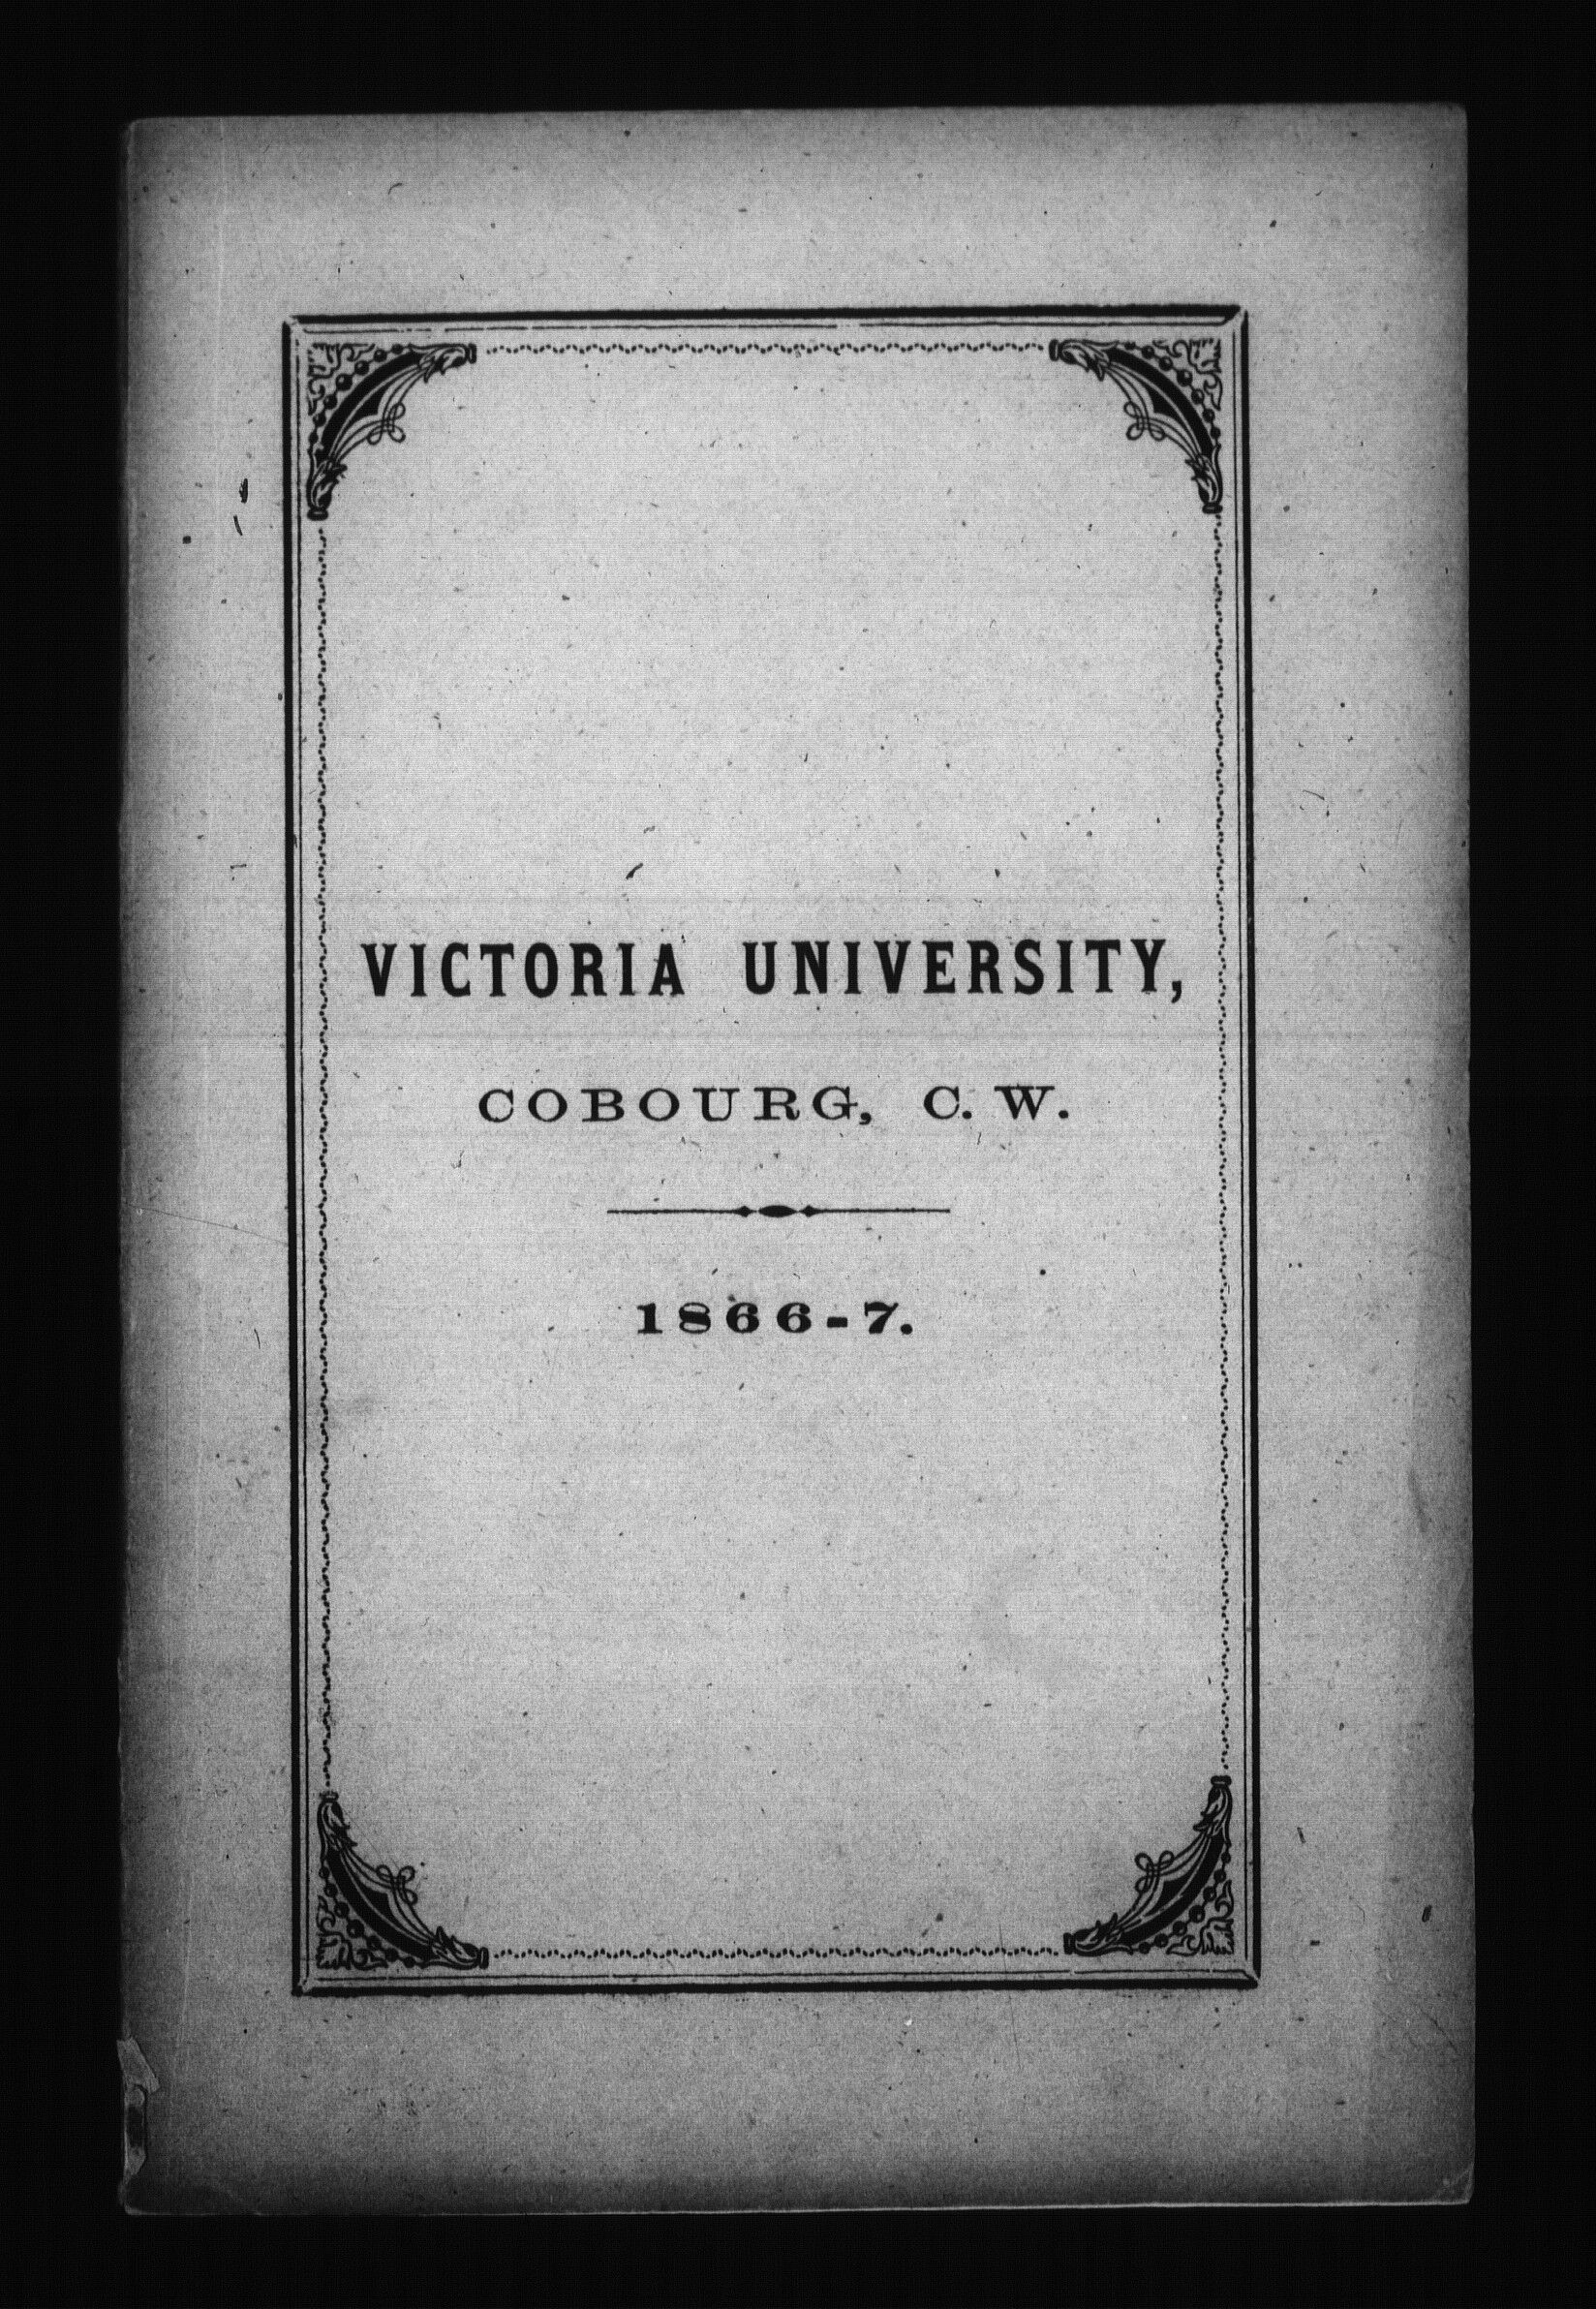 VICTORIA UNIVERSITY,
COBOURG, C. W.
1866-7.